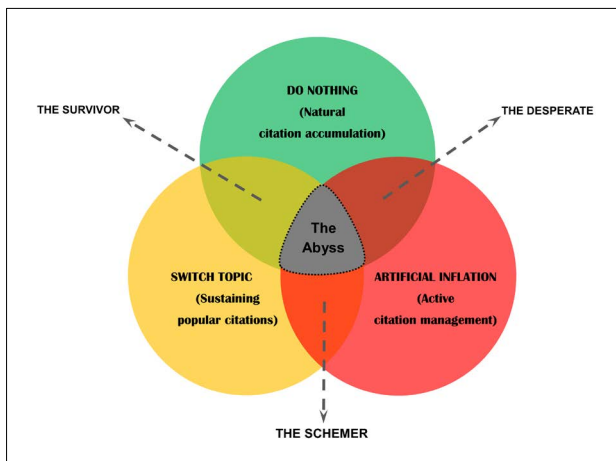 DO NOTHING
(Natural
citation accumulation)
THE SURVIVOR
THE DESPERATE
The
Abyss
SWITCH TOPIC
(Sustaining
popular citations)
ARTIFICIAL INFLATION
(Active
citation management)
THE SCHEMER